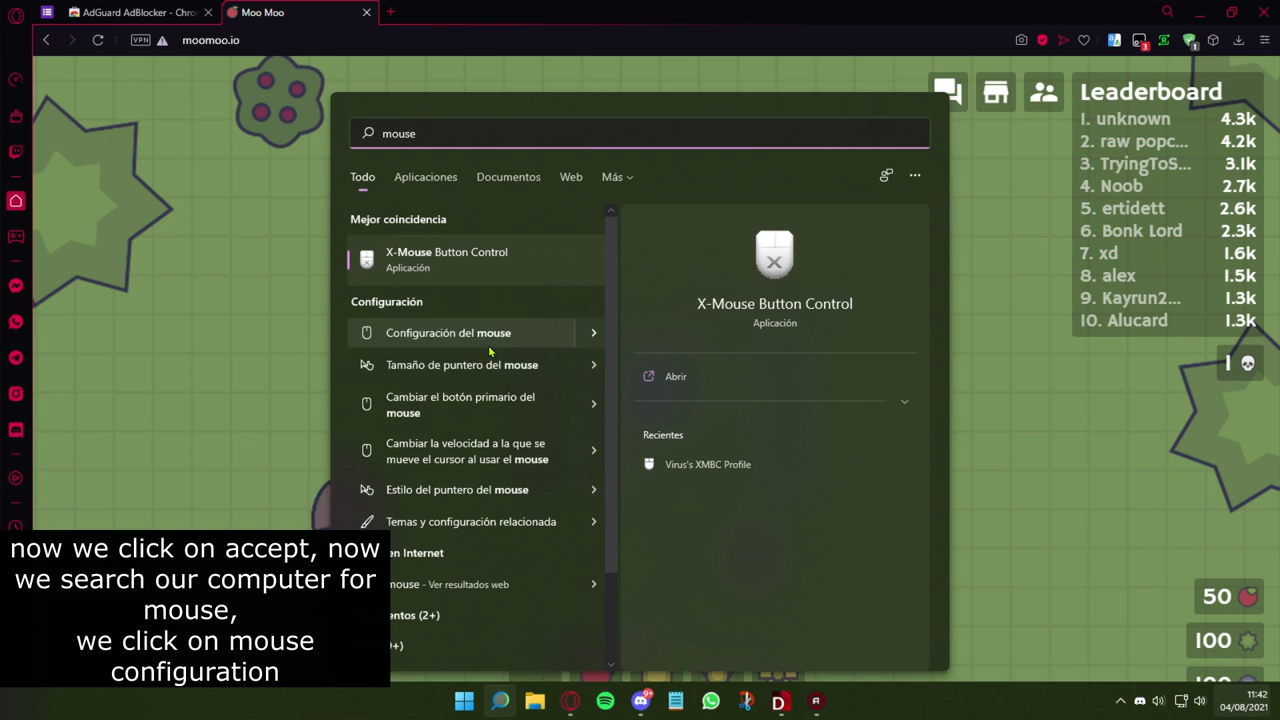 AdGuard AdBlocker - Chro
Moo Moo
VPN
moomoo.io
3
1
mouse
Todo
Aplicaciones
Documentos
Web
Más
Mejor coincidencia
X-Mouse Button Control
Aplicación
Configuración
Configuración del mouse
Tamaño de puntero del mouse
Cambiar el botón primario del
mouse
Cambiar la velocidad a la que se
mueve el cursor al usar el mouse
Estilo del puntero del mouse
Temas y configuración relacionada
en Internet
mouse - Ver resultados web
entos (2+)
X-Mouse Button Control
Aplicación
Abrir
Recientes
Virus's XMBC Profile
Leaderboard
1. unknown 4.3k
2. raw popc... 4.2k
3. TryingToS... 3.1k
4. Noob 2.7k
5. ertidett 2.6k
6. Bonk Lord 2.3k
7. xd 1.6k
8. alex 1.5k
9. Kayrun2... 1.3k
10. Alucard 1.3k
1
50
100
now we click on accept, now
we search our computer for
mouse,
we click on mouse
configuration
9+
11:42
04/08/2021